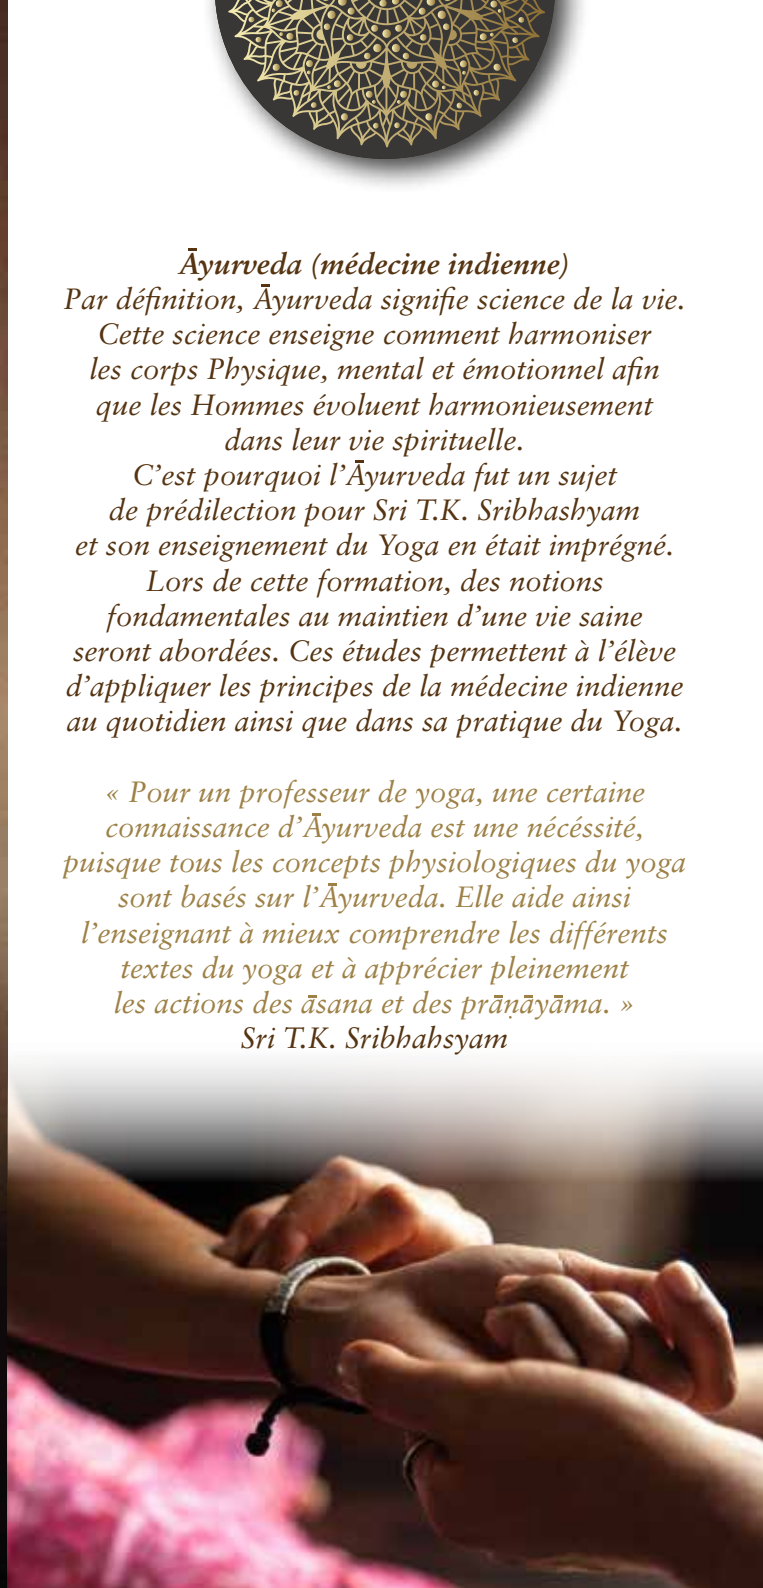 Āyurveda (médecine indienne)
Par définition, Āyurveda signifie science de la vie.
Cette science enseigne comment harmoniser
les corps Physique, mental et émotionnel afin
que les Hommes évoluent harmonieusement
dans leur vie spirituelle.
C’est pourquoi l’Āyurveda fut un sujet
de prédilection pour Sri T.K. Sribhashyam
et son enseignement du Yoga en était imprégné.
Lors de cette formation, des notions
fondamentales au maintien d’une vie saine
seront abordées. Ces études permettent à l’élève
d’appliquer les principes de la médecine indienne
au quotidien ainsi que dans sa pratique du Yoga.
« Pour un professeur de yoga, une certaine
connaissance d’Āyurveda est une nécéssité,
puisque tous les concepts physiologiques du yoga
sont basés sur l’Āyurveda. Elle aide ainsi
l’enseignant à mieux comprendre les différents
textes du yoga et à apprécier pleinement
les actions des āsana et des prāṇāyāma. »
Sri T.K. Sribhahsyam